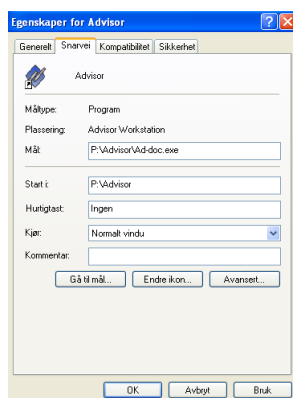 Egenskaper for Advisor
Generelt Snarvei Kompatibilitet Sikkerhet
Advisor
Måltype: Program
Plassering: Advisor Workstation
Mål: P:\Advisor\Ad-doc.exe
Start i: P:\Advisor
Hurtigtast: Ingen
Kjør: Normalt vindu
Kommentar:
Gå til mål... Endre ikon... Avansert...
OK Avbryt Bruk